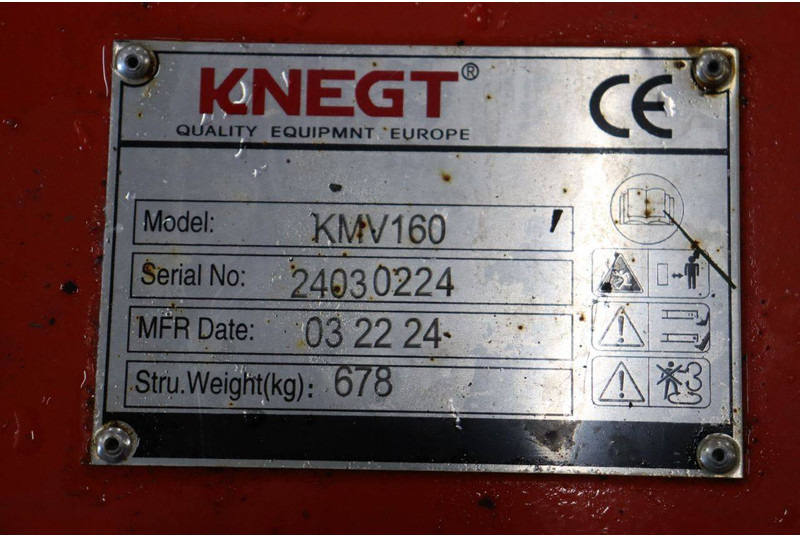 KNEGT® CE
QUALITY EQUIPMNT EUROPE
Model: KMV160
Serial No: 24030224
MFR Date: 03 22 24
Stru.Weight(kg): 678